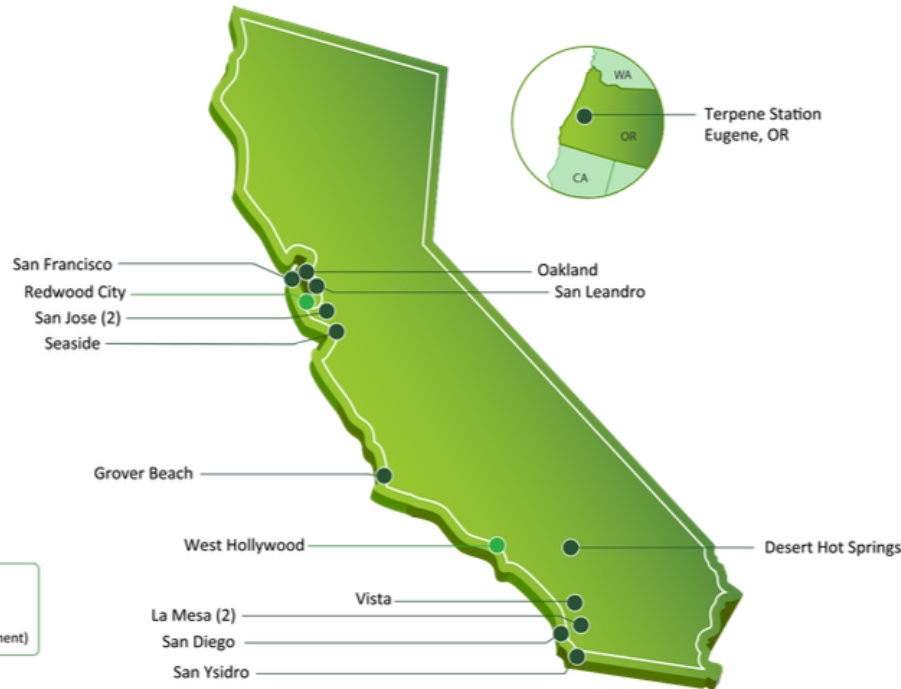 WA
OR
CA
Terpene Station
Eugene, OR
San Francisco
Oakland
Redwood City
San Leandro
San Jose (2)
Seaside
Grover Beach
West Hollywood
Desert Hot Springs
Vista
La Mesa (2)
San Diego
San Ysidro